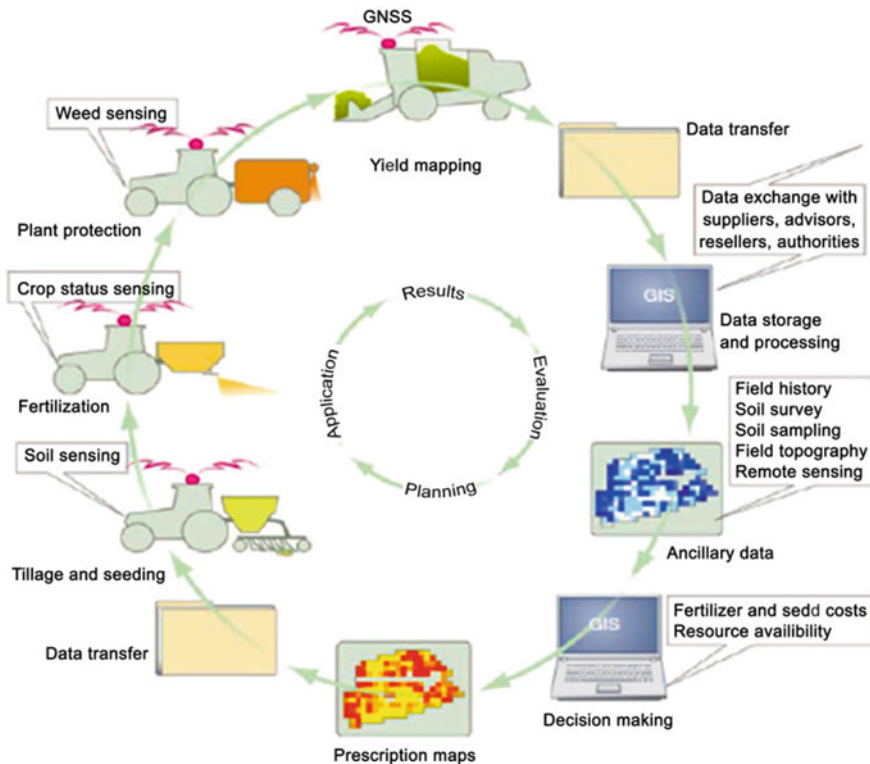 GNSS
Yield mapping
Data transfer
Data exchange with
suppliers, advisors,
resellers, authorities
GIS
Data storage
and processing
Field history
Soil survey
Soil sampling
Field topography
Remote sensing
Ancillary data
Fertilizer and sedd costs
Resource availibility
GIS
Decision making
Prescription maps
Data transfer
Tillage and seeding
Soil sensing
Fertilization
Crop status sensing
Plant protection
Weed sensing
Results
Evaluation
Planning
Application